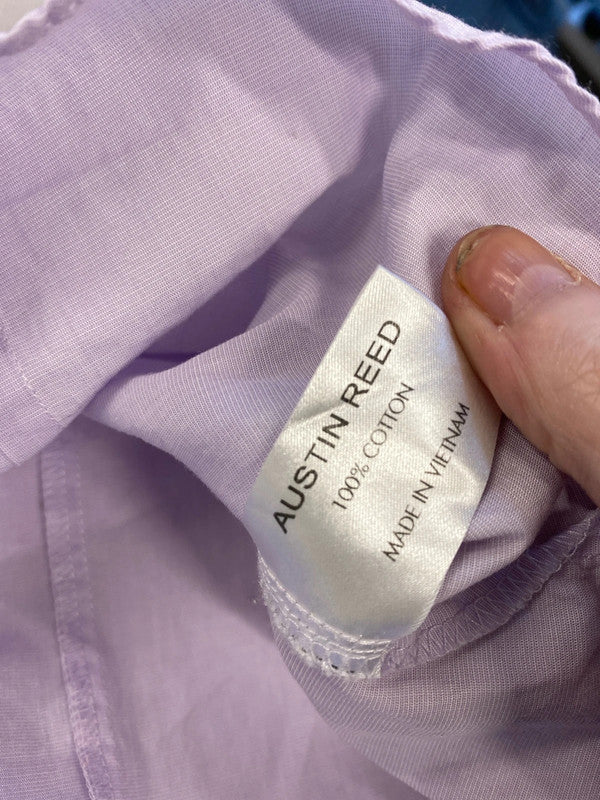 AUSTIN REED
100% COTTON
MADE IN VIETNAM